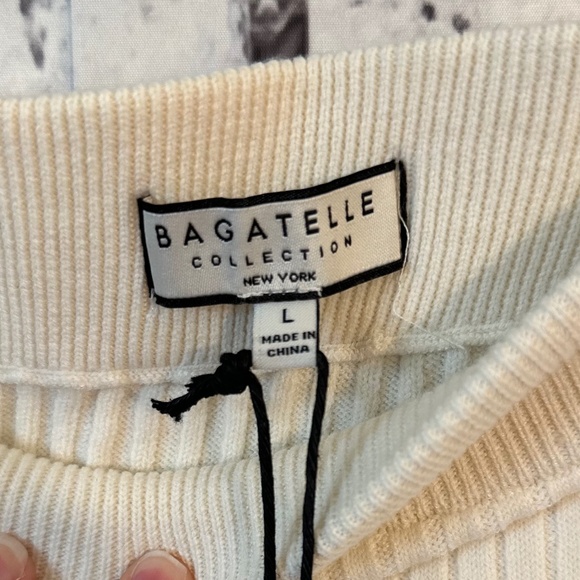 BAGATELLE
COLLECTION
NEW YORK
L
MADE IN
CHINA